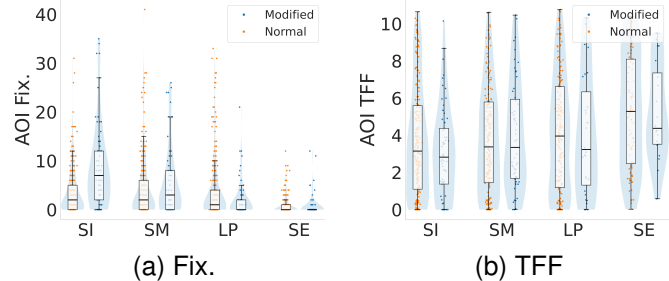 AOI Fix.
40
30
20
10
0
Modified
Normal
SI SM LP SE
(a) Fix.
AOI TFF
10
8
6
4
2
0
Modified
Normal
SI SM LP SE
(b) TFF